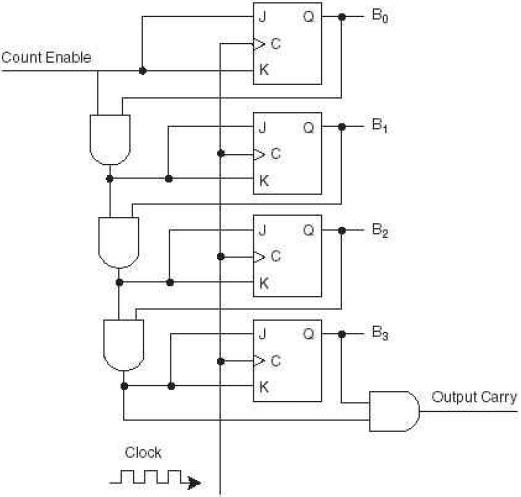 J Q B0
Count Enable
C
K
J Q B1
C
K
J Q B2
C
K
J Q B3
C
K
Output Carry
Clock